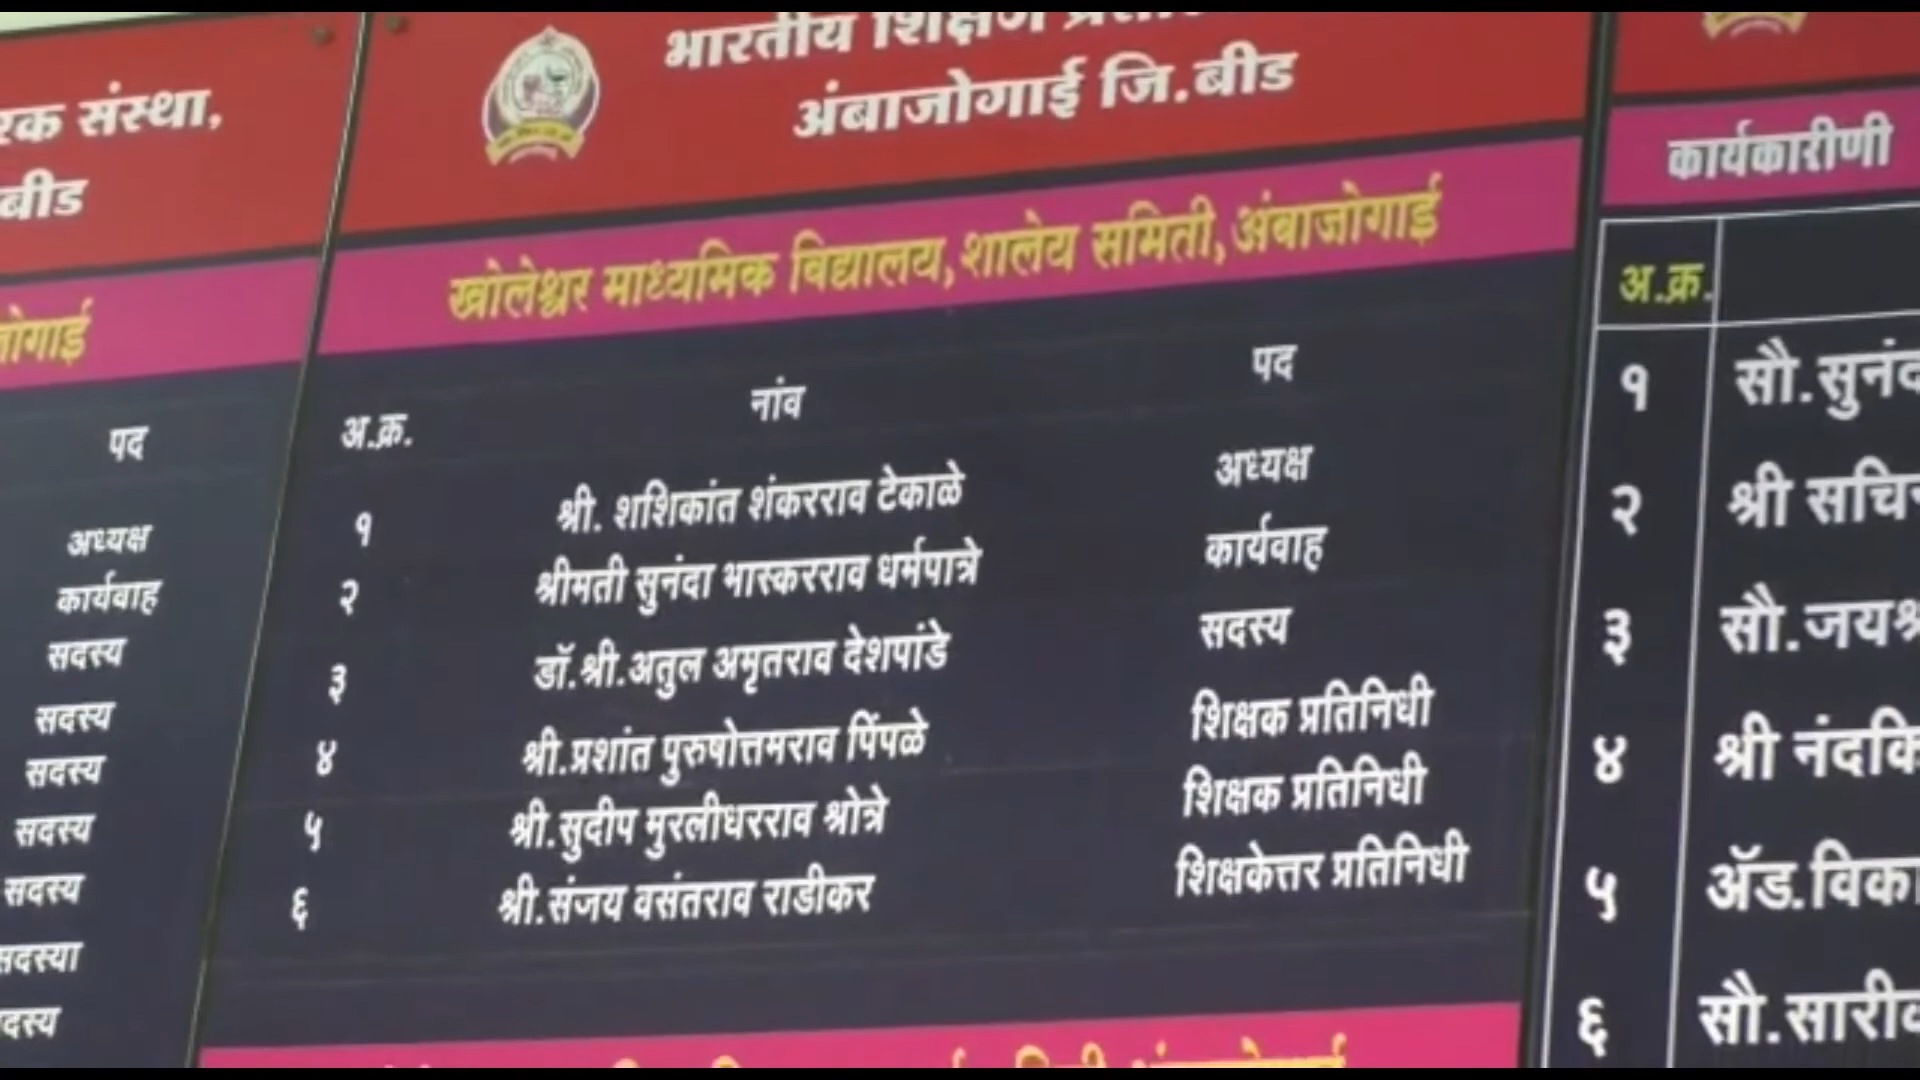 रक संस्था,
बीड
जोगाई
पद
अध्यक्ष
कार्यवाह
सदस्य
सदस्य
सदस्य
सदस्य
सदस्य
सदस्या
सदस्य
भारतीय शिक्षण
अंबाजोगाई जि.बीड
खोलेश्वर माध्यमिक विद्यालय, शालेय समिती, अंबाजोगाई
अ.क्र. नांव पद
१ श्री. शशिकांत शंकरराव टेकाळे अध्यक्ष
२ श्रीमती सुनंदा भास्करराव धर्मपात्रे कार्यवाह
३ डॉ.श्री.अतुल अमृतराव देशपांडे सदस्य
४ श्री.प्रशांत पुरुषोत्तमराव पिंपळे शिक्षक प्रतिनिधी
५ श्री.सुदीप मुरलीधरराव श्रोत्रे शिक्षक प्रतिनिधी
६ श्री.संजय वसंतराव राडीकर शिक्षकेत्तर प्रतिनिधी
कार्यकारीणी
अ.क्र.
१ सौ.सुनंद
२ श्री सचिन
३ सौ.जयश्र
४ श्री नंदकि
५ ॲड.विका
६ सौ.सारीव